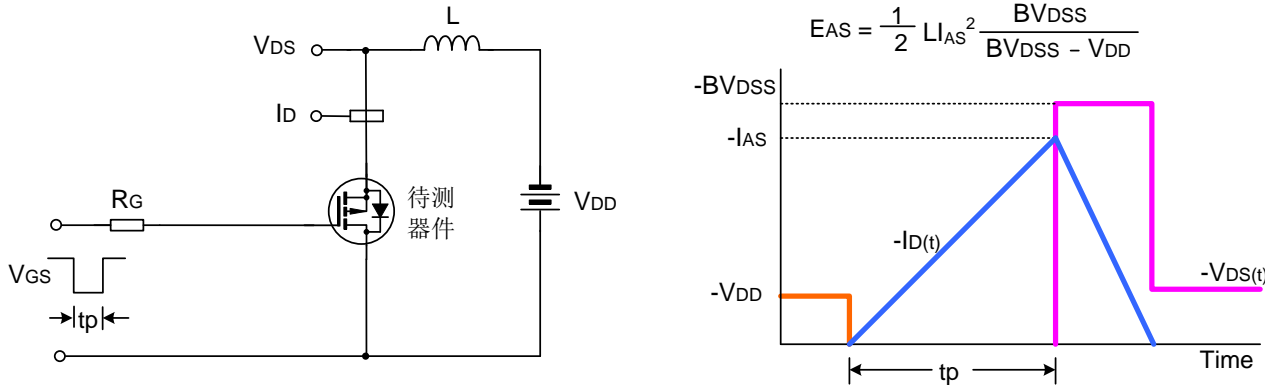 L
VDS
ID
RG
待测
器件
VDD
VGS
tp
EAS = 1/2 LIAS² BVDSS / BVDSS − VDD
-BVDSS
-IAS
-ID(t)
-VDD
-VDS(t)
tp
Time